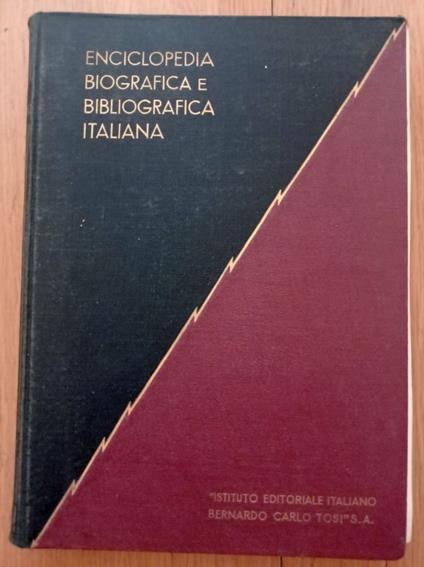 ENCICLOPEDIA
BIOGRAFICA E
BIBLIOGRAFICA
ITALIANA
"ISTITUTO EDITORIALE ITALIANO
BERNARDO CARLO TOSI" S.A.